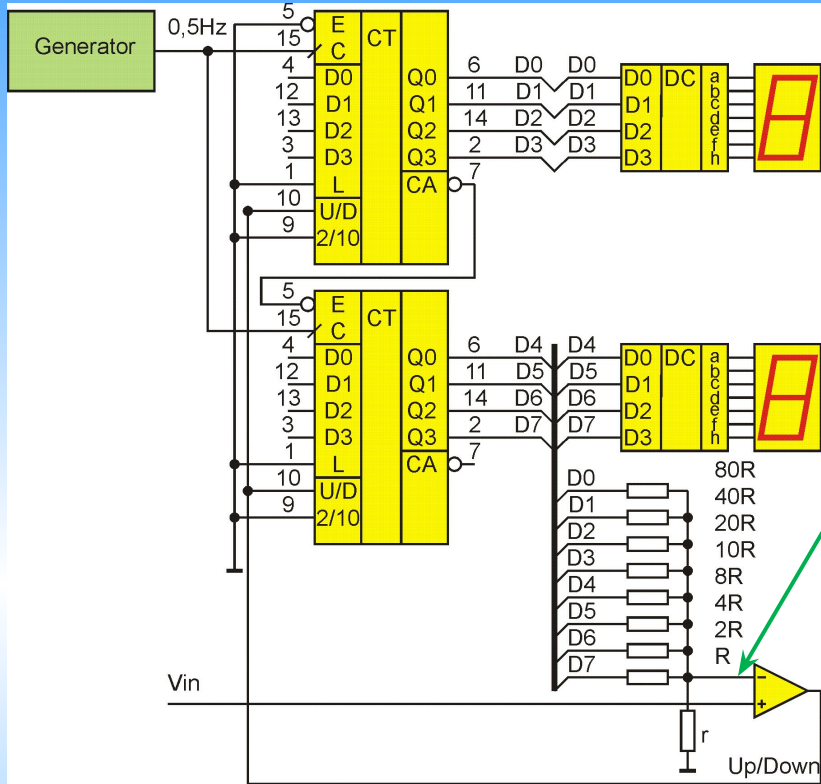 Generator
0,5Hz
5
E
CT
15
C
4
D0
Q0
6
D0
D0
D0
DC
a
12
D1
Q1
11
D1
D1
D1
b
c
13
D2
Q2
14
D2
D2
D2
d
e
3
D3
Q3
2
D3
D3
D3
f
h
1
L
CA
7
10
U/D
9
2/10
5
E
CT
15
C
4
D0
Q0
6
D4
D4
D0
DC
a
12
D1
Q1
11
D5
D5
D1
b
c
13
D2
Q2
14
D6
D6
D2
d
e
3
D3
Q3
2
D7
D7
D3
f
h
1
L
CA
7
10
U/D
9
2/10
D0
80R
D1
40R
D2
20R
D3
10R
D4
8R
D5
4R
D6
2R
D7
R
Vin
−
+
r
Up/Down